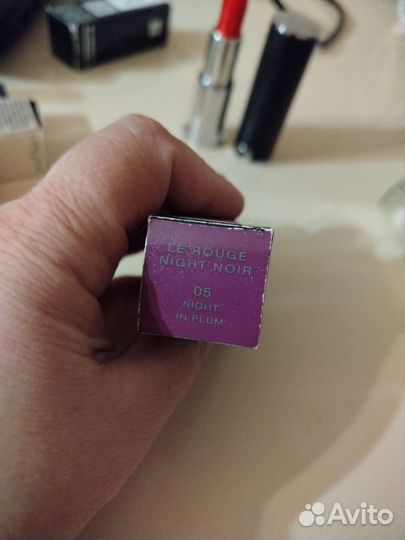 LE ROUGE
NIGHT NOIR
05
NIGHT
IN PLUM
Avito